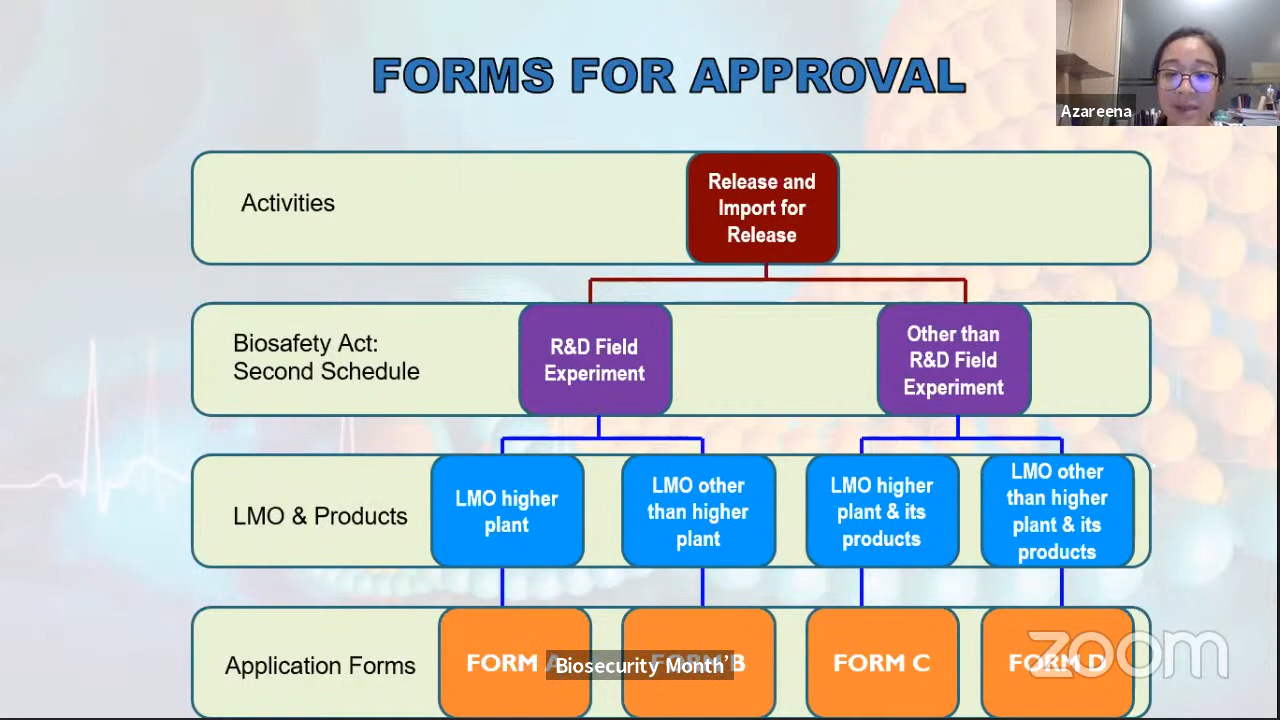 FORMS FOR APPROVAL
Azareena
Activities
Release and
Import for
Release
Biosafety Act:
Second Schedule
R&D Field
Experiment
Other than
R&D Field
Experiment
LMO & Products
LMO higher
plant
LMO other
than higher
plant
LMO higher
plant & its
products
LMO other
than higher
plant & its
products
Application Forms
FORM A
FORM B
FORM C
FORM D
Biosecurity Month’
zoom